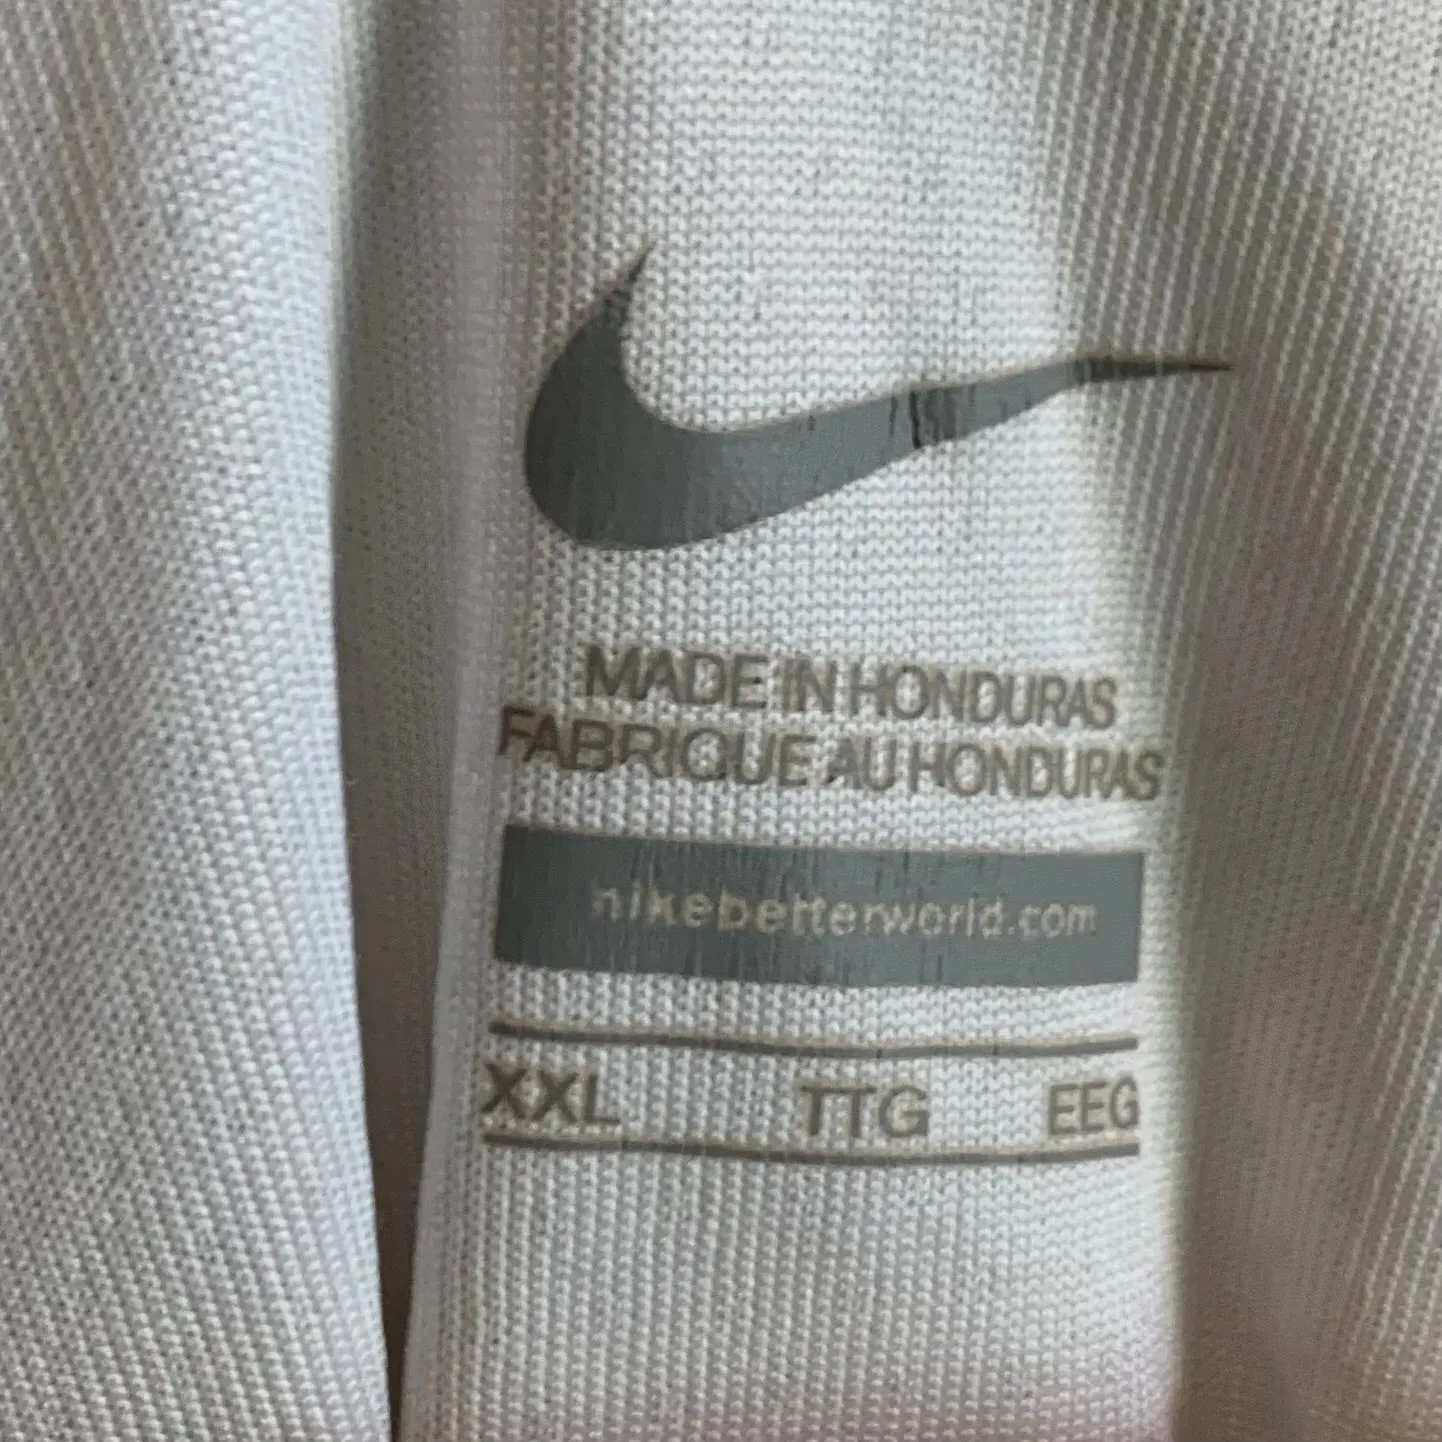 MADE IN HONDURAS
FABRIQUE AU HONDURAS
nikebetterworld.com
XXL TTG EEG